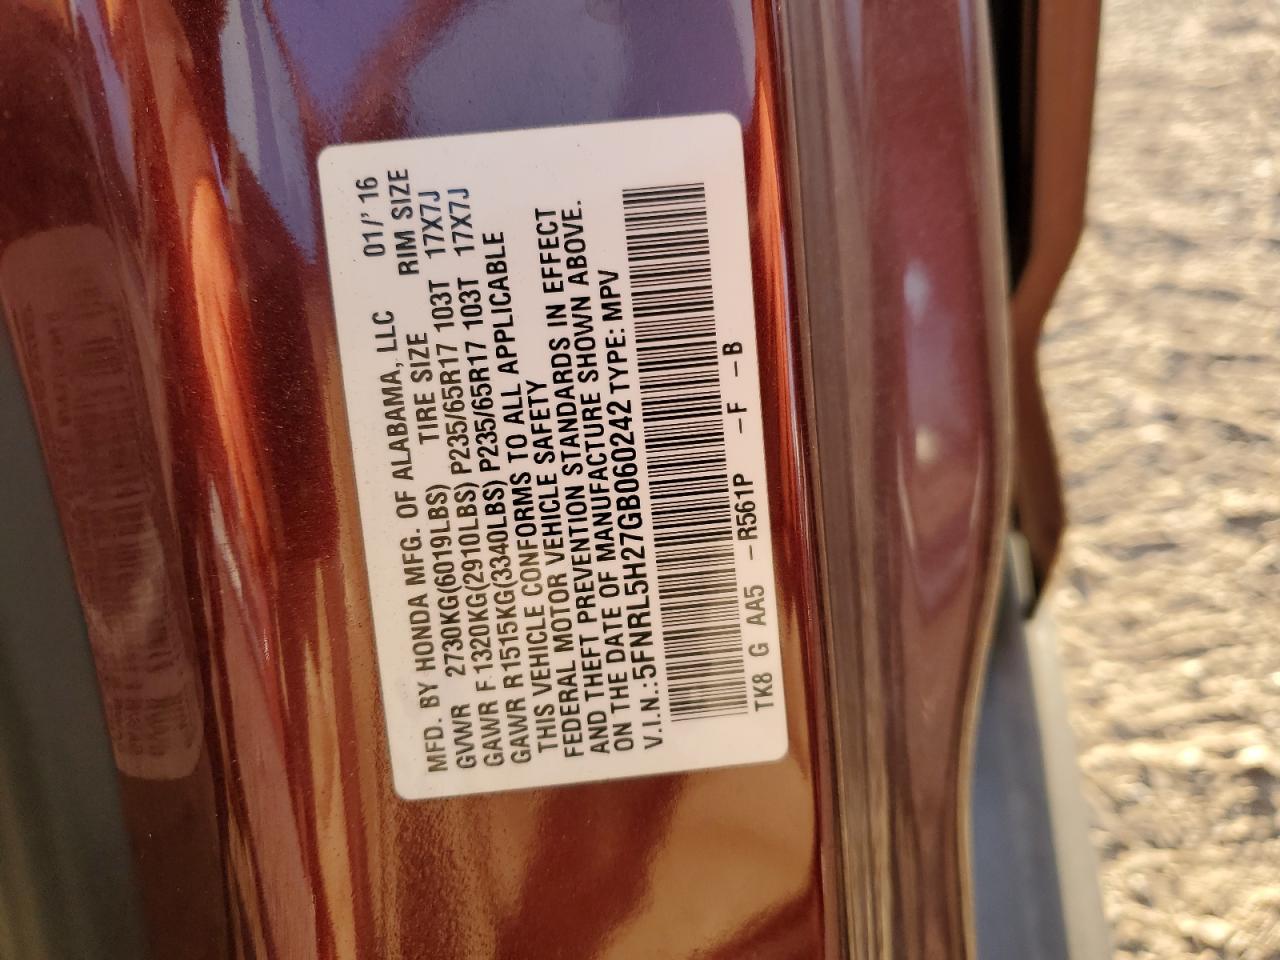 MFD. BY HONDA MFG. OF ALABAMA, LLC 01/' 16
GVWR 2730KG(6019LBS) TIRE SIZE RIM SIZE
GAWR F 1320KG(2910LBS) P235/65R17 103T 17X7J
GAWR R 1515KG(3340LBS) P235/65R17 103T 17X7J
THIS VEHICLE CONFORMS TO ALL APPLICABLE
FEDERAL MOTOR VEHICLE SAFETY
AND THEFT PREVENTION STANDARDS IN EFFECT
ON THE DATE OF MANUFACTURE SHOWN ABOVE.
V.I.N.:5FNRL5H27GB060242 TYPE: MPV
TK8 G AA5 -R561P -F -B